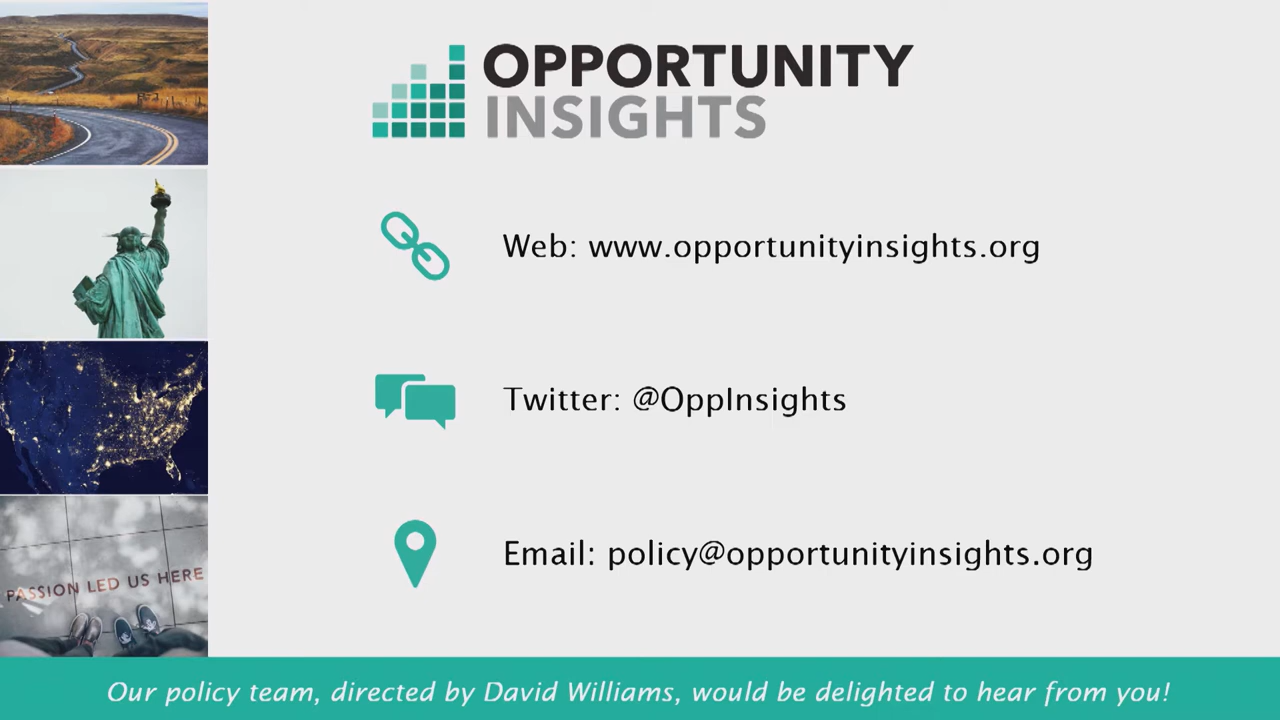 OPPORTUNITY
INSIGHTS
Web: www.opportunityinsights.org
Twitter: @OppInsights
Email: policy@opportunityinsights.org
PASSION LED US HERE
Our policy team, directed by David Williams, would be delighted to hear from you!